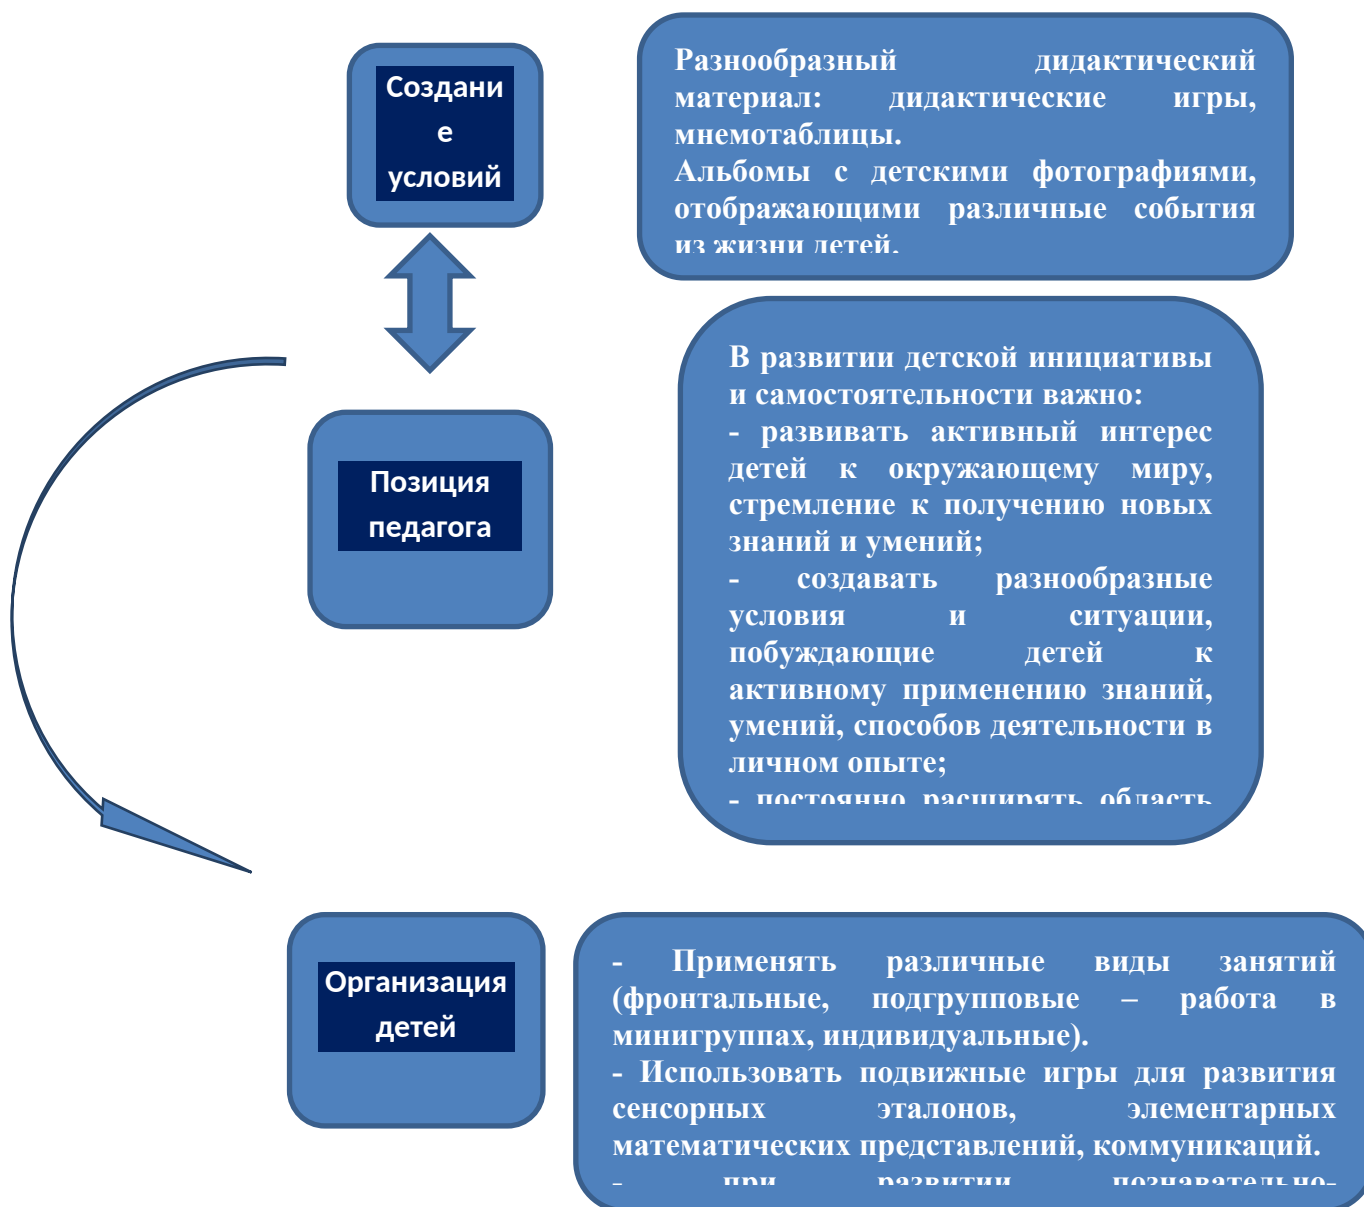 Создани
е
условий
Разнообразный дидактический
материал: дидактические игры,
мнемотаблицы.
Альбомы с детскими фотографиями,
отображающими различные события
из жизни детей.
Позиция
педагога
В развитии детской инициативы
и самостоятельности важно:
- развивать активный интерес
детей к окружающему миру,
стремление к получению новых
знаний и умений;
- создавать разнообразные
условия и ситуации,
побуждающие детей к
активному применению знаний,
умений, способов деятельности в
личном опыте;
- постоянно расширять область
Организация
детей
- Применять различные виды занятий
(фронтальные, подгрупповые – работа в
минигруппах, индивидуальные).
- Использовать подвижные игры для развития
сенсорных эталонов, элементарных
математических представлений, коммуникаций.
- при развитии познавательно-